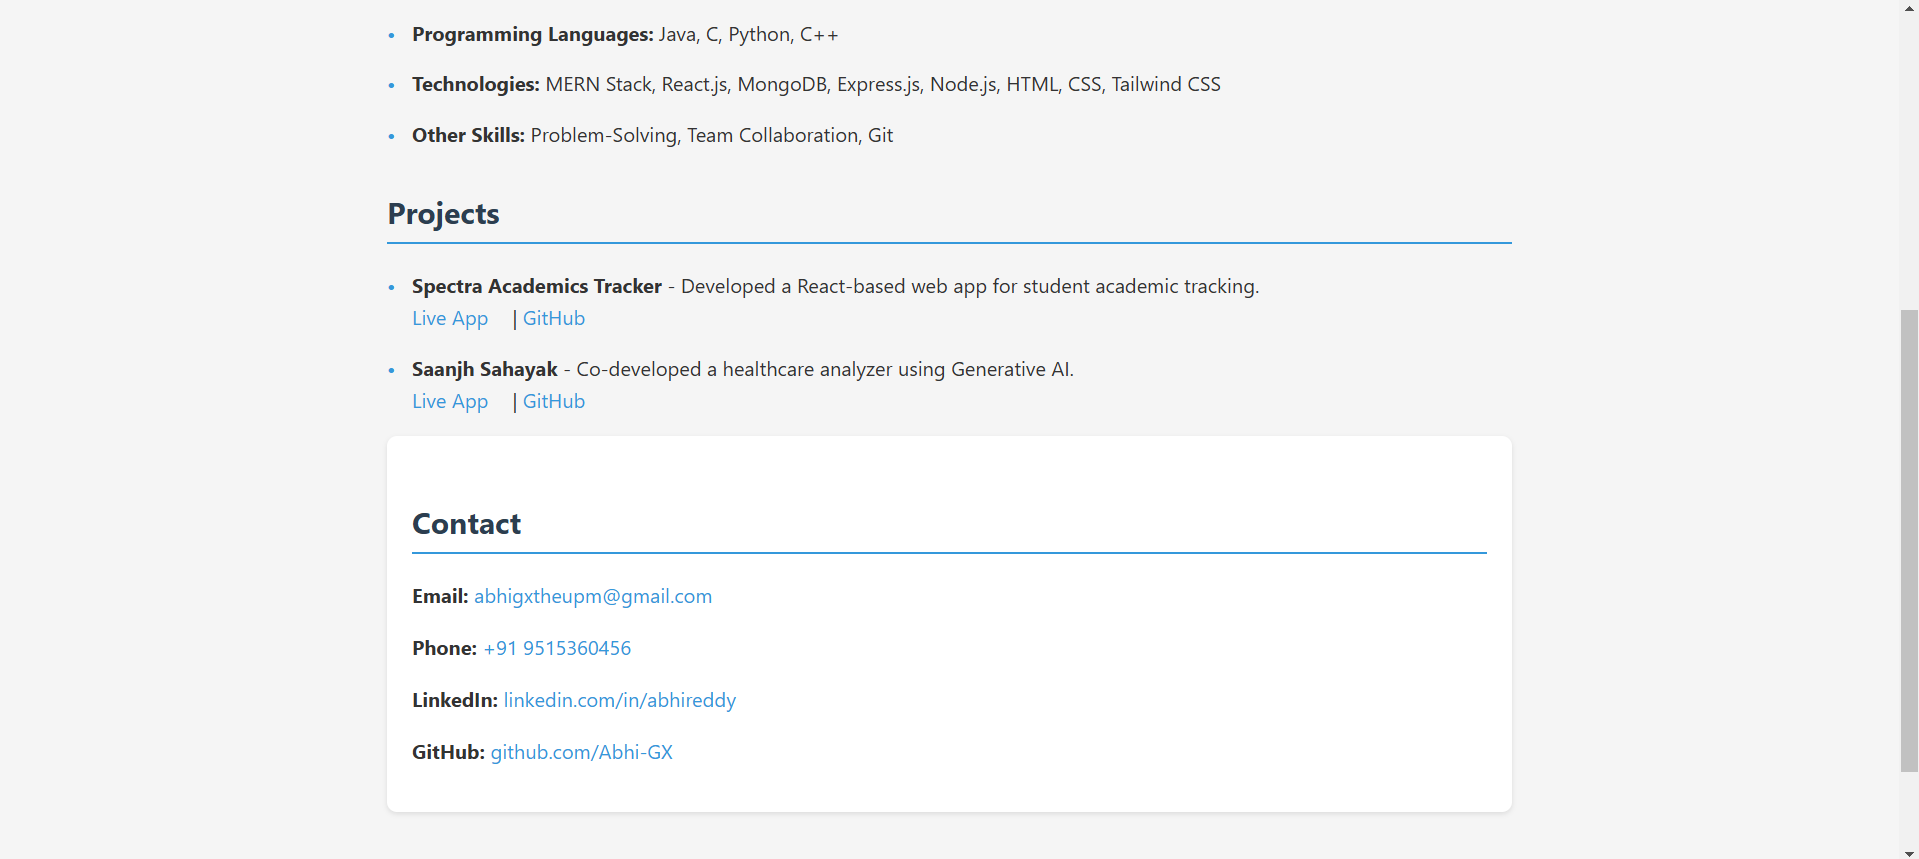 • Programming Languages: Java, C, Python, C++
• Technologies: MERN Stack, React.js, MongoDB, Express.js, Node.js, HTML, CSS, Tailwind CSS
• Other Skills: Problem-Solving, Team Collaboration, Git
Projects
• Spectra Academics Tracker - Developed a React-based web app for student academic tracking.
Live App | GitHub
• Saanjh Sahayak - Co-developed a healthcare analyzer using Generative AI.
Live App | GitHub
Contact
Email: abhigxtheupm@gmail.com
Phone: +91 9515360456
LinkedIn: linkedin.com/in/abhireddy
GitHub: github.com/Abhi-GX